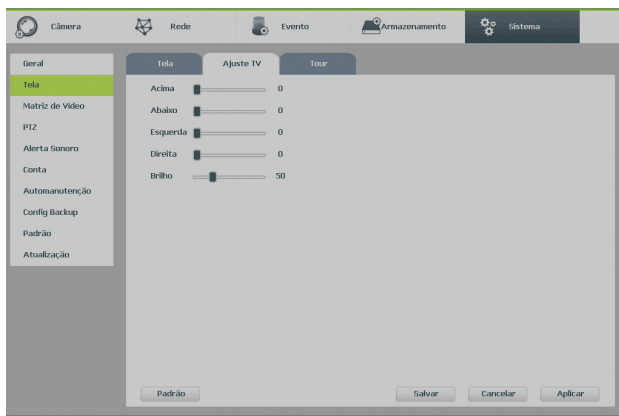 Câmera Rede Evento Armazenamento Sistema
Geral
Tela
Matriz de Vídeo
PTZ
Alerta Sonoro
Conta
Automanutenção
Config Backup
Padrão
Atualização
Tela Ajuste TV Tour
Acima 0
Abaixo 0
Esquerda 0
Direita 0
Brilho 50
Padrão Salvar Cancelar Aplicar